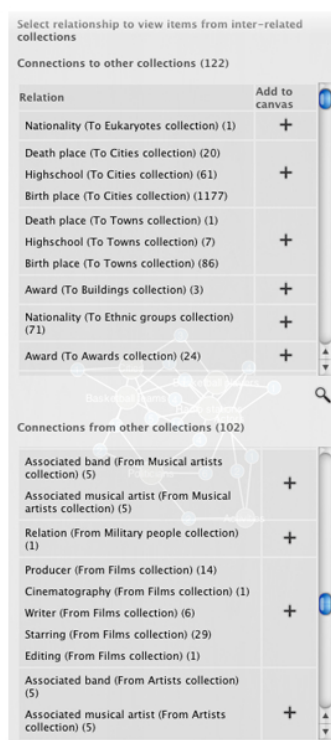 Select relationship to view items from inter-related
collections
Connections to other collections (122)
Relation
Add to
canvas
Nationality (To Eukaryotes collection) (1)
+
Death place (To Cities collection) (20)
Highschool (To Cities collection) (61)
+
Birth place (To Cities collection) (1177)
Death place (To Towns collection) (1)
Highschool (To Towns collection) (7)
+
Birth place (To Towns collection) (86)
Award (To Buildings collection) (3)
+
Nationality (To Ethnic groups collection)
(71)
+
Award (To Awards collection) (24)
+
Connections from other collections (102)
Associated band (From Musical artists
collection) (5)
+
Associated musical artist (From Musical
artists collection) (5)
Relation (From Military people collection)
(1)
+
Producer (From Films collection) (14)
Cinematography (From Films collection) (1)
Writer (From Films collection) (6)
+
Starring (From Films collection) (29)
Editing (From Films collection) (1)
Associated band (From Artists collection)
(5)
+
Associated musical artist (From Artists
collection) (5)